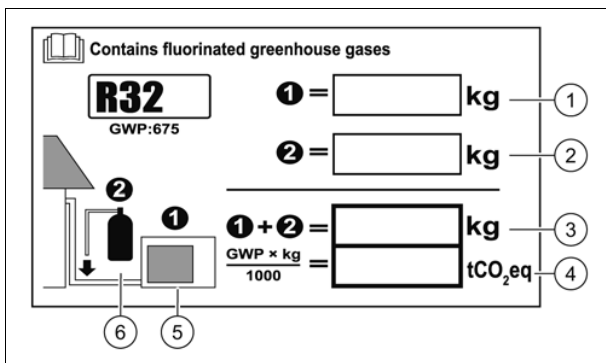 Contains fluorinated greenhouse gases
R32
GWP:675
❶ = kg
1
❷ = kg
2
❷
❶
❶+❷ = kg
3
GWP × kg
1000
= tCO₂eq
4
6
5